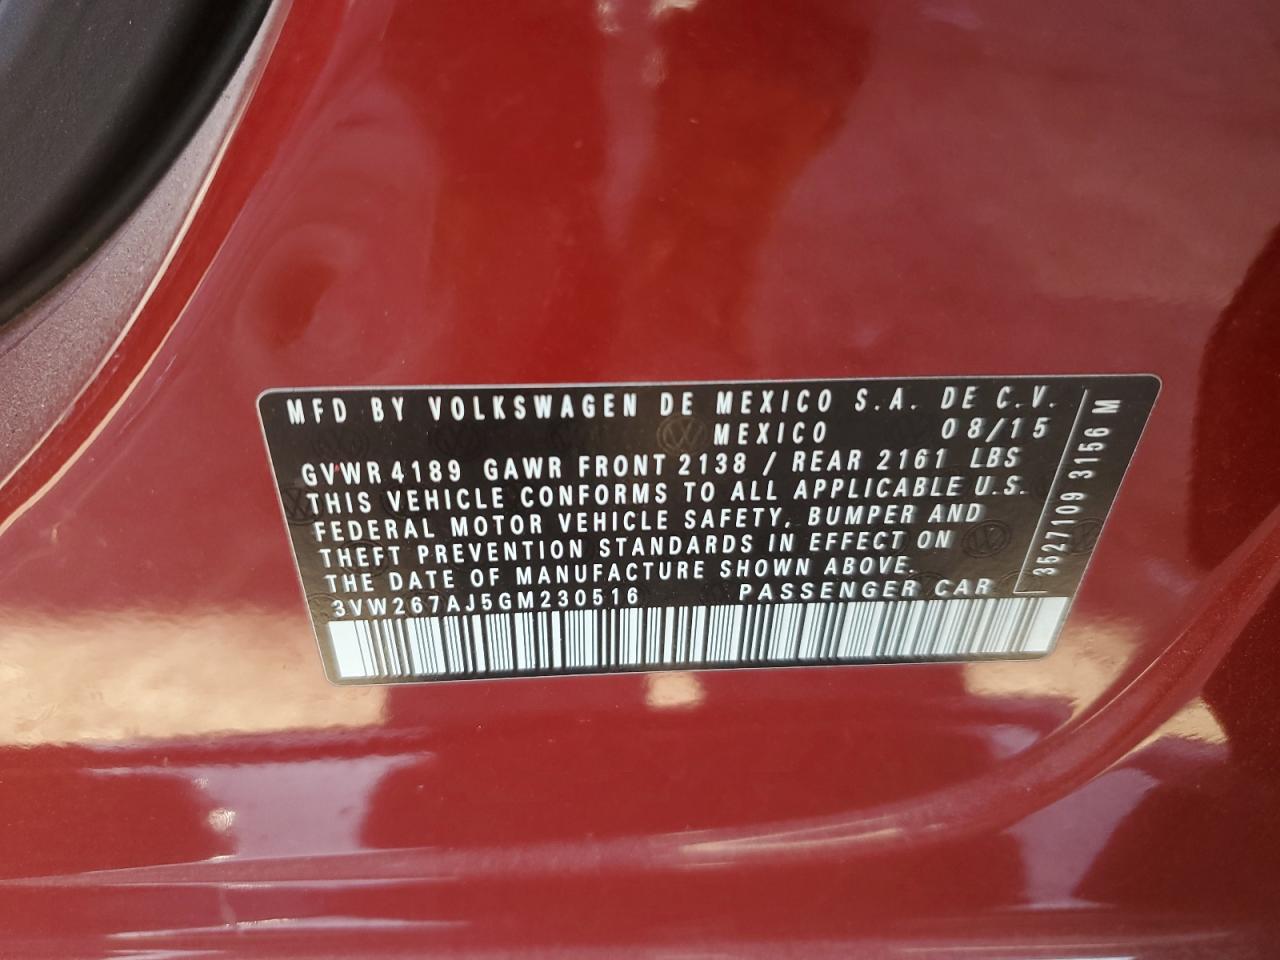 MFD BY VOLKSWAGEN DE MEXICO S.A. DE C.V.
MEXICO 08/15
GVWR 4189 GAWR FRONT 2138 / REAR 2161 LBS
THIS VEHICLE CONFORMS TO ALL APPLICABLE U.S.
FEDERAL MOTOR VEHICLE SAFETY, BUMPER AND
THEFT PREVENTION STANDARDS IN EFFECT ON
THE DATE OF MANUFACTURE SHOWN ABOVE.
3VW267AJ5GM230516 PASSENGER CAR
3527109 3156 M